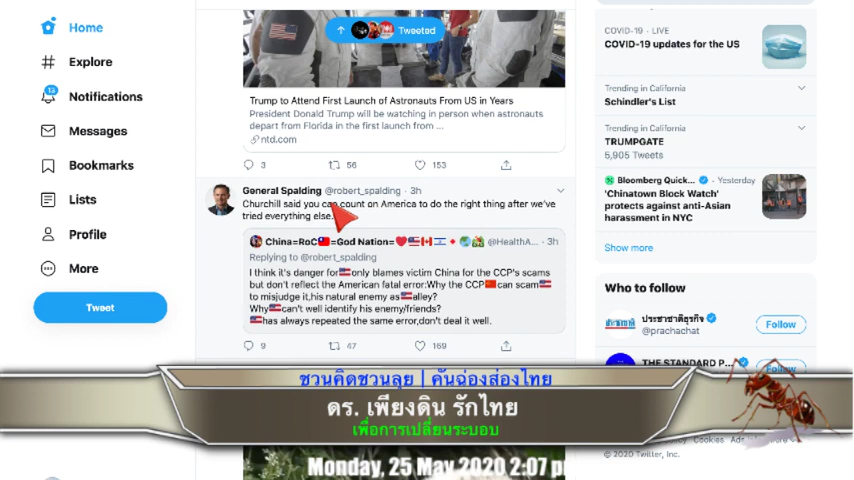 Home
Explore
Notifications
Messages
Bookmarks
Lists
Profile
More
Tweet
Tweeted
Trump to Attend First Launch of Astronauts From US in Years
President Donald Trump will be watching in person when astronauts
depart from Florida in the first launch from ...
ntd.com
3 56 153
General Spalding @robert_spalding · 3h
Churchill said you can count on America to do the right thing after we've
tried everything else.
China=RoC🇹🇼=God Nation=❤️🇺🇸🇨🇦🇮🇱 @HealthA... · 3h
Replying to @robert_spalding
I think it's danger for🇺🇸only blames victim China for the CCP's scams
but don't reflect the American fatal error:Why the CCP🇨🇳can scam🇺🇸
to misjudge it,his natural enemy as🇺🇸alley?
Why🇺🇸can't well identify his enemy/friends?
🇺🇸has always repeated the same error,don't deal it well.
9 47 169
COVID-19 · LIVE
COVID-19 updates for the US
Trending in California
Schindler's List
Trending in California
TRUMPGATE
5,905 Tweets
Bloomberg Quick... · Yesterday
'Chinatown Block Watch'
protects against anti-Asian
harassment in NYC
Show more
Who to follow
ประชาชาติธุรกิจ
@prachachat
Follow
THE STANDARD P...
Follow
Cookies
© 2020 Twitter, Inc.
ชวนคิดชวนลุย | คันฉ่องส่องไทย
ดร. เพียงดิน รักไทย
เพื่อการเปลี่ยนระบอบ
Monday, 25 May 2020 2:07 p